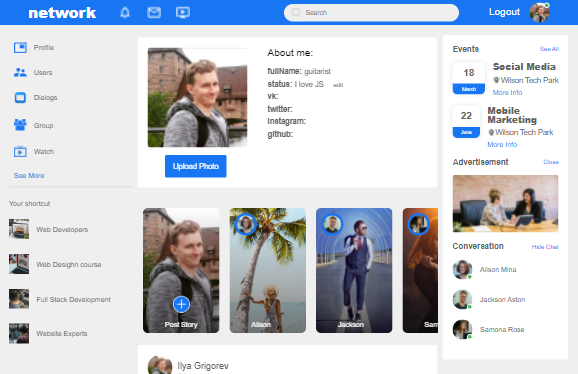 network
Search
Logout
Profile
Users
Dialogs
Group
Watch
See More
Your shortcut
Web Developers
Web Desighn course
Full Stack Development
Website Experts
Upload Photo
About me:
fullName: guitarist
status: I love JS edit
vk:
twitter:
instagram:
github:
Post Story
Alison
Jackson
Sam
Ilya Grigorev
Events See All
18
March
Social Media
Wilson Tech Park
More Info
22
June
Mobile
Marketing
Wilson Tech Park
More Info
Advertisement Close
Conversation Hide Chat
Alison Mina
Jackson Aston
Samona Rose